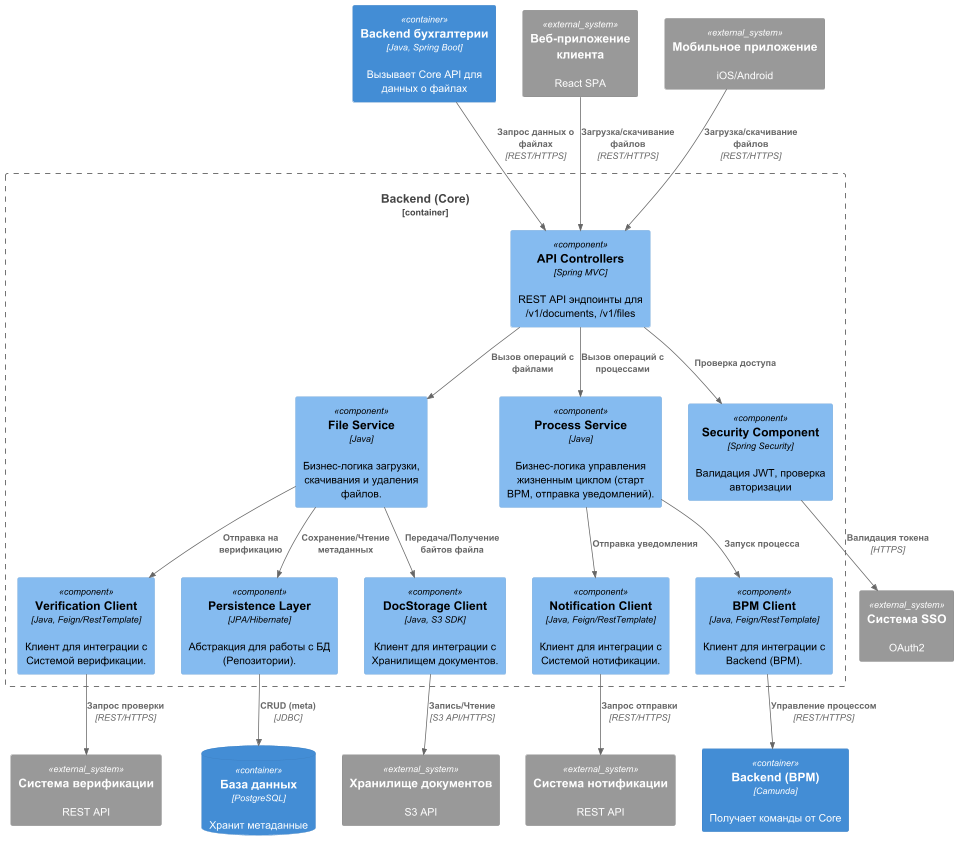 «container»
Backend бухгалтерии
[Java, Spring Boot]
Вызывает Core API для
данных о файлах
«external_system»
Веб-приложение
клиента
React SPA
«external_system»
Мобильное приложение
iOS/Android
Запрос данных о
файлах
[REST/HTTPS]
Загрузка/скачивание
файлов
[REST/HTTPS]
Загрузка/скачивание
файлов
[REST/HTTPS]
Backend (Core)
[container]
«component»
API Controllers
[Spring MVC]
REST API эндпоинты для
/v1/documents, /v1/files
Вызов операций с
файлами
Вызов операций с
процессами
Проверка доступа
«component»
File Service
[Java]
Бизнес-логика загрузки,
скачивания и удаления
файлов.
«component»
Process Service
[Java]
Бизнес-логика управления
жизненным циклом (старт
BPM, отправка уведомлений).
«component»
Security Component
[Spring Security]
Валидация JWT, проверка
авторизации
Отправка на
верификацию
Сохранение/Чтение
метаданных
Передача/Получение
байтов файла
Отправка уведомления
Запуск процесса
Валидация токена
[HTTPS]
«component»
Verification Client
[Java, Feign/RestTemplate]
Клиент для интеграции с
Системой верификации.
«component»
Persistence Layer
[JPA/Hibernate]
Абстракция для работы с БД
(Репозитории).
«component»
DocStorage Client
[Java, S3 SDK]
Клиент для интеграции с
Хранилищем документов.
«component»
Notification Client
[Java, Feign/RestTemplate]
Клиент для интеграции с
Системой нотификации.
«component»
BPM Client
[Java, Feign/RestTemplate]
Клиент для интеграции с
Backend (BPM).
«external_system»
Система SSO
OAuth2
Запрос проверки
[REST/HTTPS]
CRUD (meta)
[JDBC]
Запись/Чтение
[S3 API/HTTPS]
Запрос отправки
[REST/HTTPS]
Управление процессом
[REST/HTTPS]
«external_system»
Система верификации
REST API
«container»
База данных
[PostgreSQL]
Хранит метаданные
«external_system»
Хранилище документов
S3 API
«external_system»
Система нотификации
REST API
«container»
Backend (BPM)
[Camunda]
Получает команды от Core